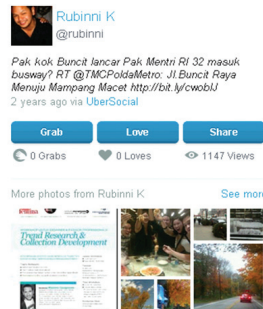 Rubinni K
@rubinni
Pak kok Buncit lancar Pak Mentri RI 32 masuk
busway? RT @TMCPoldaMetro: Jl.Buncit Raya
Menuju Mampang Macet http://bit.ly/cwobIJ
2 years ago via UberSocial
Grab
Love
Share
0 Grabs
0 Loves
1147 Views
More photos from Rubinni K
See more
Trend Research &
Collection Development